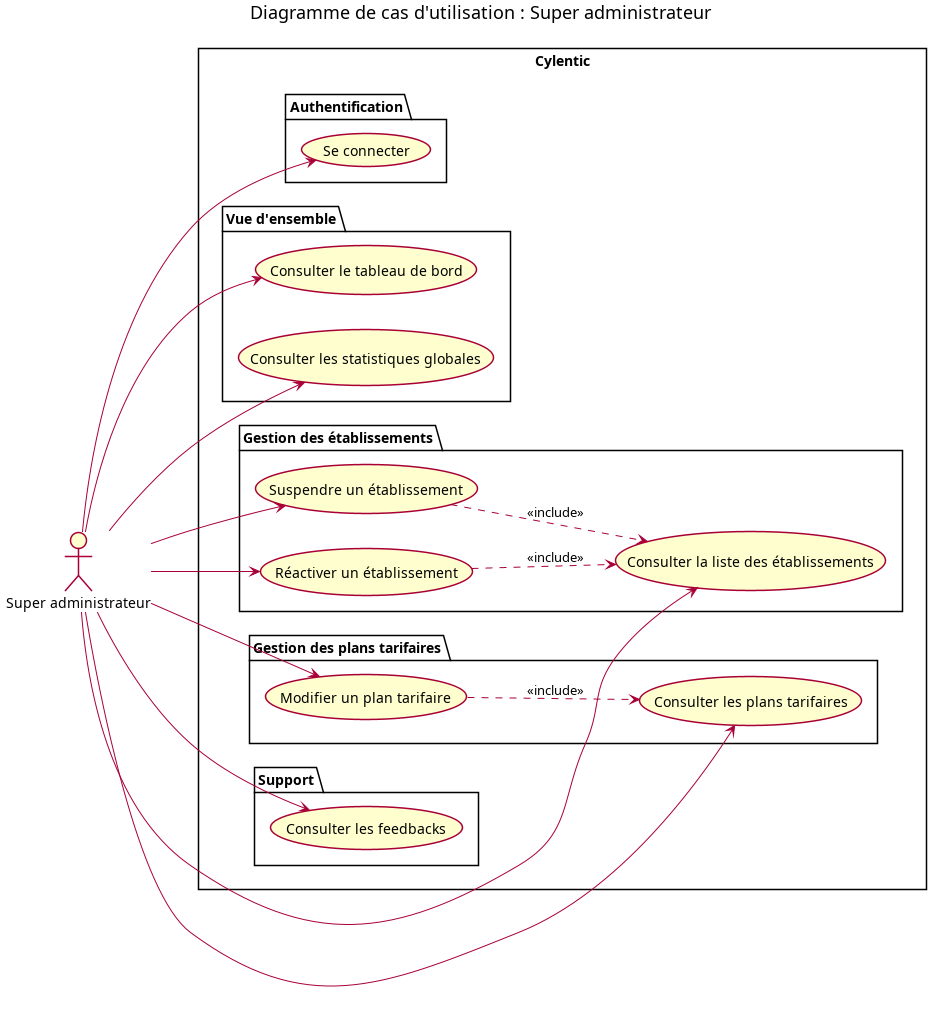 Diagramme de cas d'utilisation : Super administrateur
Cylentic
Authentification
Se connecter
Vue d'ensemble
Consulter le tableau de bord
Consulter les statistiques globales
Gestion des établissements
Suspendre un établissement
«include»
Réactiver un établissement
«include»
Consulter la liste des établissements
Super administrateur
Gestion des plans tarifaires
Modifier un plan tarifaire
«include»
Consulter les plans tarifaires
Support
Consulter les feedbacks